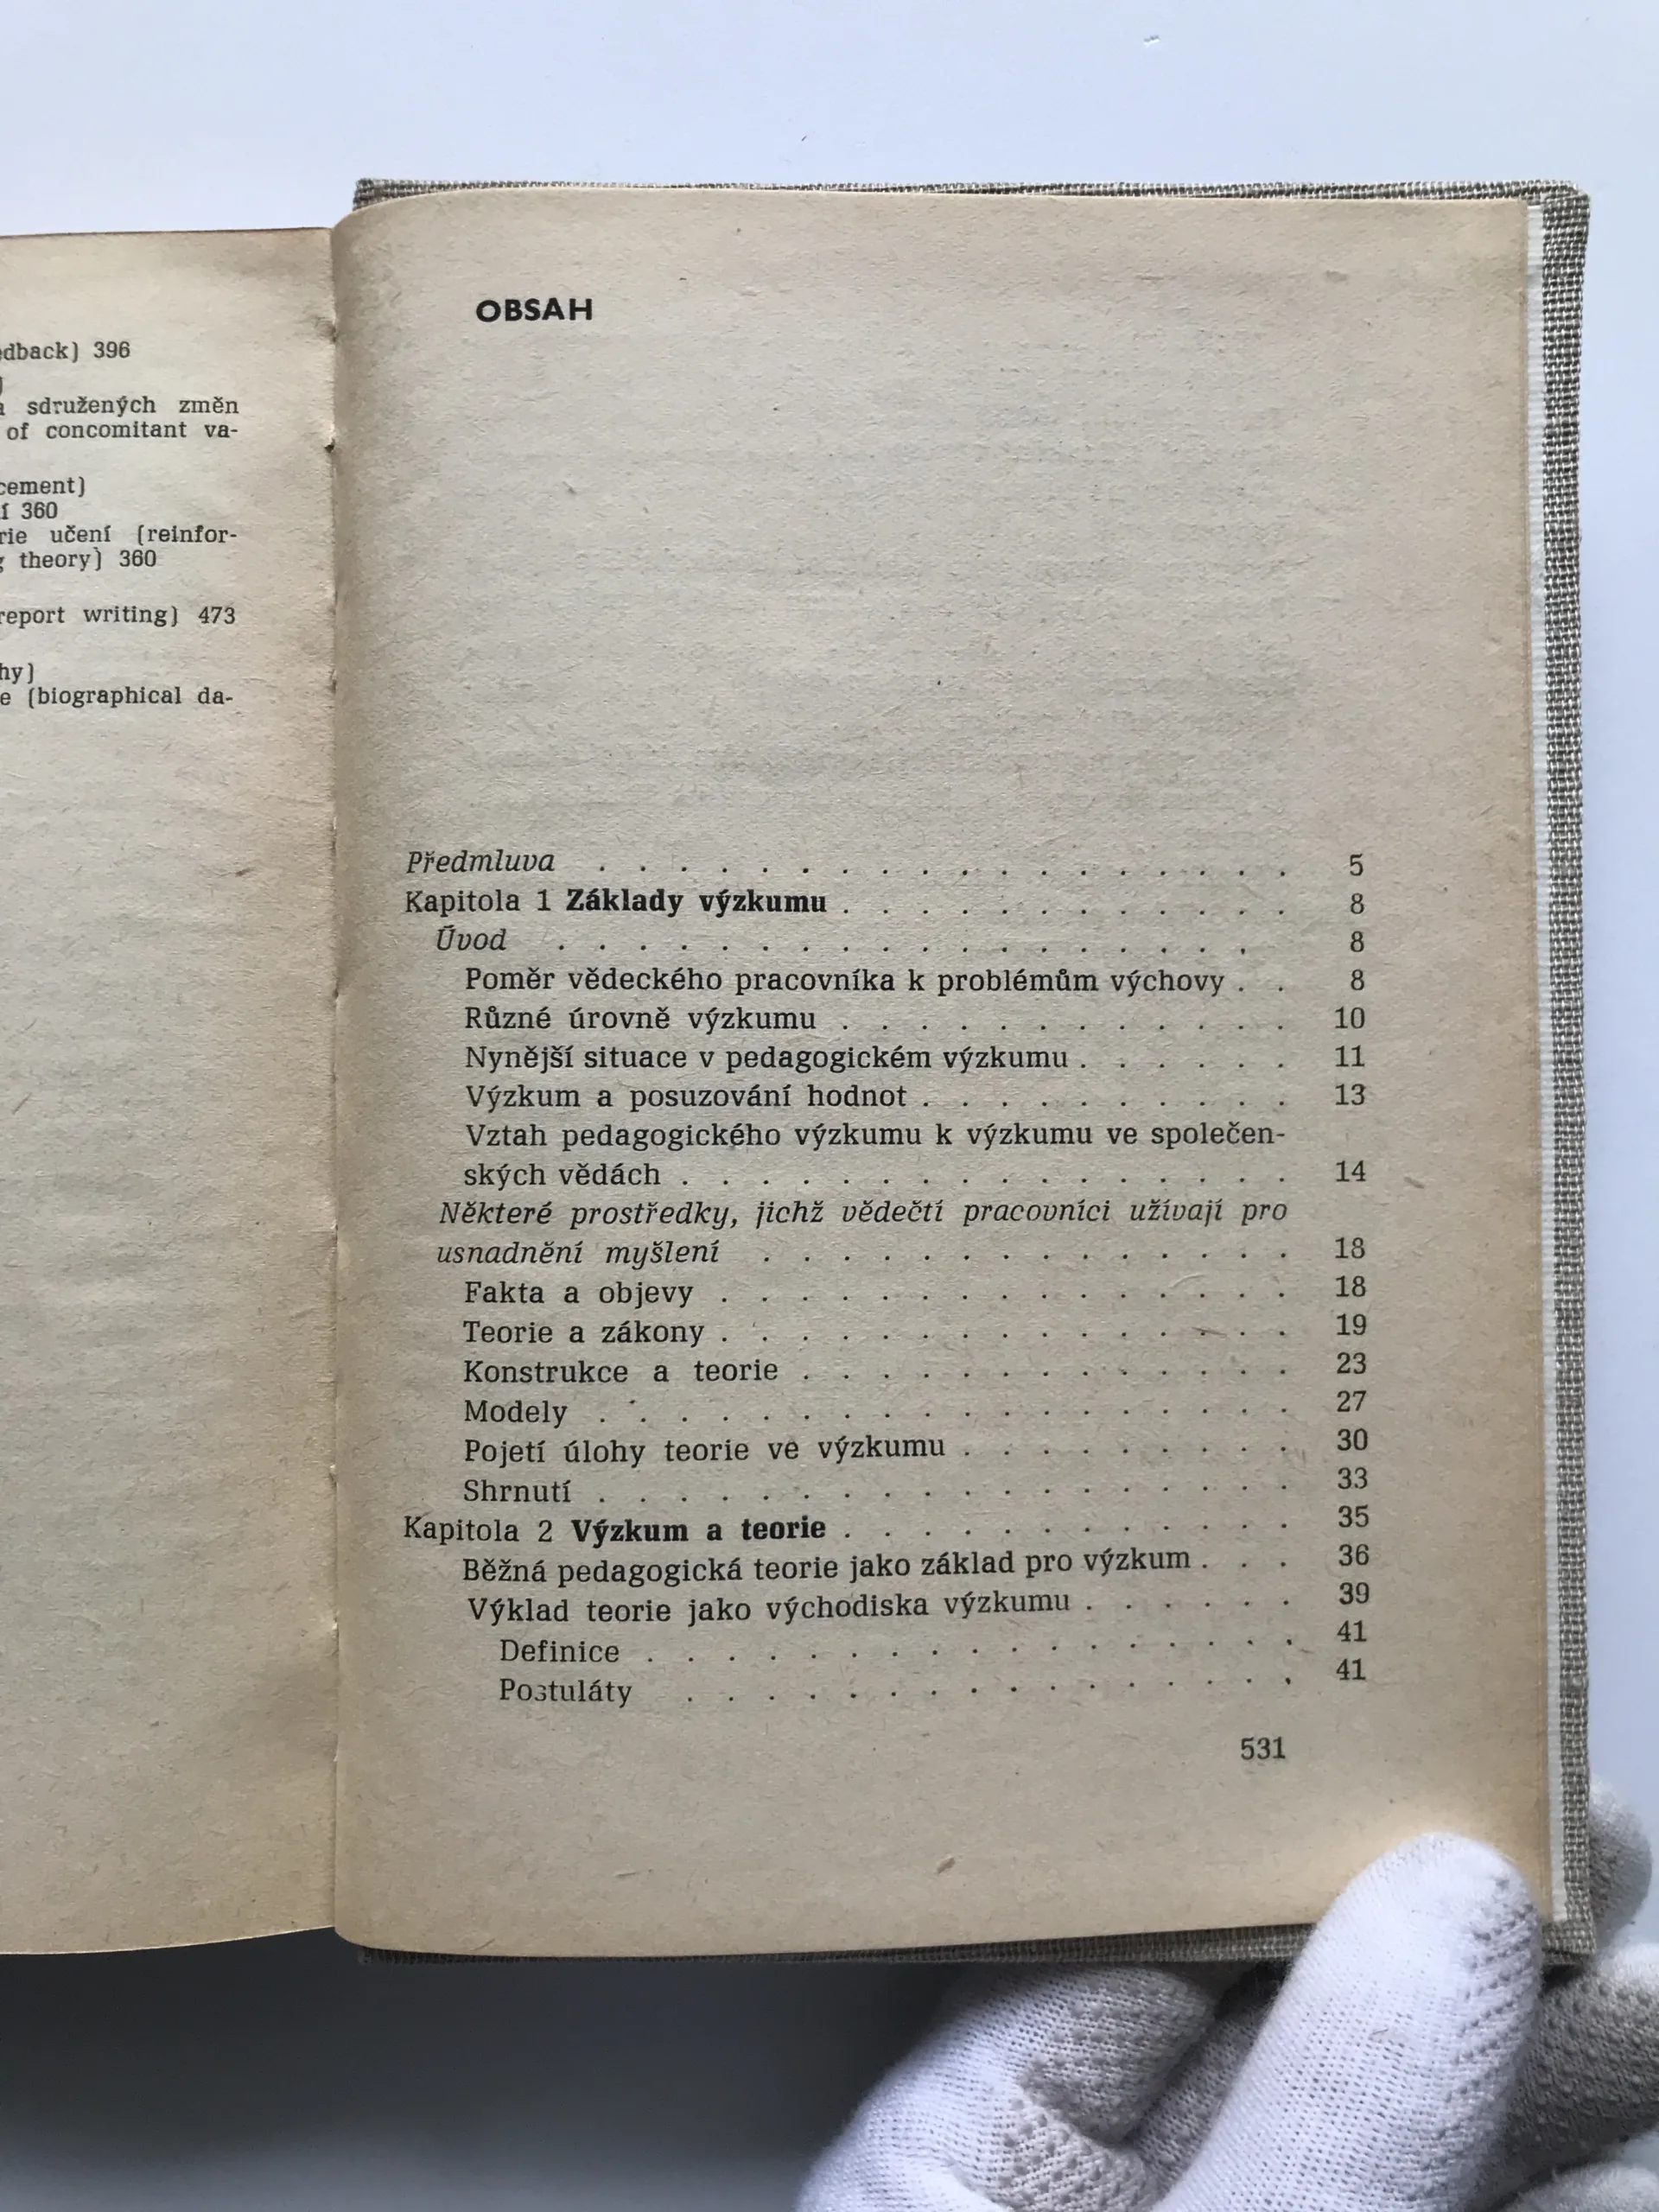 edback) 396
sdružených změn
of concomitant va-
cement)
í 360
rie učení (reinfor-
theory) 360
report writing) 473
hy)
e (biographical da-
OBSAH
Předmluva . . . . . . . . . . . . . . . . . . 5
Kapitola 1 Základy výzkumu . . . . . . . . . . . . 8
Úvod . . . . . . . . . . . . . . . . . . 8
Poměr vědeckého pracovníka k problémům výchovy . . 8
Různé úrovně výzkumu . . . . . . . . . . . . 10
Nynější situace v pedagogickém výzkumu . . . . . . 11
Výzkum a posuzování hodnot . . . . . . . . . . 13
Vztah pedagogického výzkumu k výzkumu ve společen-
ských vědách . . . . . . . . . . . . . . . . 14
Některé prostředky, jichž vědečtí pracovníci užívají pro
usnadnění myšlení . . . . . . . . . . . . . . 18
Fakta a objevy . . . . . . . . . . . . . . . 18
Teorie a zákony . . . . . . . . . . . . . . . 19
Konstrukce a teorie . . . . . . . . . . . . . 23
Modely . . . . . . . . . . . . . . . . . . 27
Pojetí úlohy teorie ve výzkumu . . . . . . . . . 30
Shrnutí . . . . . . . . . . . . . . . . . . 33
Kapitola 2 Výzkum a teorie . . . . . . . . . . . . 35
Běžná pedagogická teorie jako základ pro výzkum . . . 36
Výklad teorie jako východiska výzkumu . . . . . . 39
Definice . . . . . . . . . . . . . . . . . 41
Postuláty . . . . . . . . . . . . . . . . 41
531